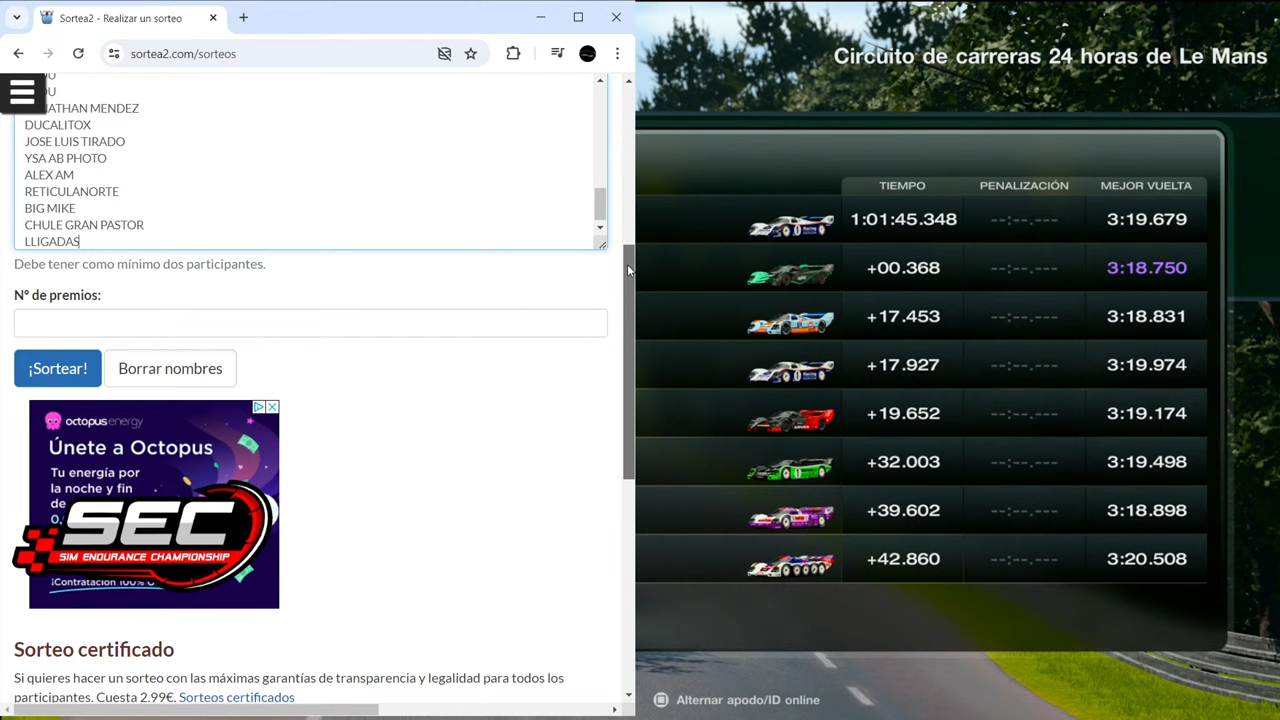 Sortea2 - Realizar un sorteo
sortea2.com/sorteos
JONATHAN MENDEZ
DUCALITOX
JOSE LUIS TIRADO
YSA AB PHOTO
ALEX AM
RETICULANORTE
BIG MIKE
CHULE GRAN PASTOR
LLIGADAS
Debe tener como mínimo dos participantes.
Nº de premios:
¡Sortear!
Borrar nombres
octopus energy
Únete a Octopus
Tu energía por
la noche y fin
de
SEC
SIM ENDURANCE CHAMPIONSHIP
¡Contratación 100%
Sorteo certificado
Si quieres hacer un sorteo con las máximas garantías de transparencia y legalidad para todos los
participantes. Cuesta 2.99€. Sorteos certificados
Circuito de carreras 24 horas de Le Mans
TIEMPO PENALIZACIÓN MEJOR VUELTA
1:01:45.348 --:--.--- 3:19.679
+00.368 --:--.--- 3:18.750
+17.453 --:--.--- 3:18.831
+17.927 --:--.--- 3:19.974
+19.652 --:--.--- 3:19.174
+32.003 --:--.--- 3:19.498
+39.602 --:--.--- 3:18.898
+42.860 --:--.--- 3:20.508
Alternar apodo/ID online